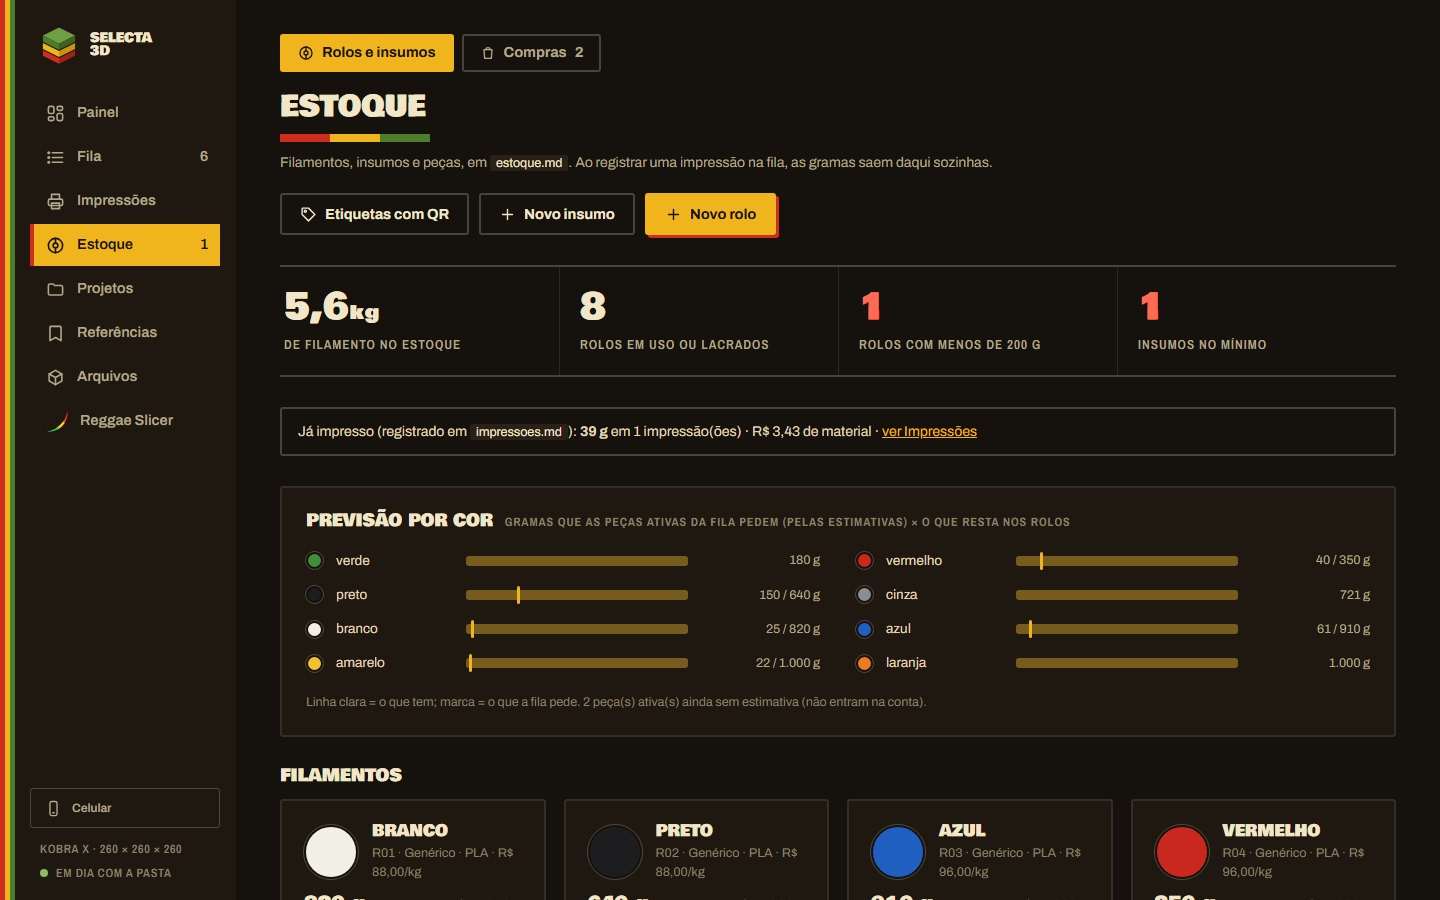 SELECTA
3D
Painel
Fila 6
Impressões
Estoque 1
Projetos
Referências
Arquivos
Reggae Slicer
Celular
KOBRA X · 260 × 260 × 260
EM DIA COM A PASTA
Rolos e insumos
Compras 2
ESTOQUE
Filamentos, insumos e peças, em estoque.md. Ao registrar uma impressão na fila, as gramas saem daqui sozinhas.
Etiquetas com QR
Novo insumo
Novo rolo
5,6kg
DE FILAMENTO NO ESTOQUE
8
ROLOS EM USO OU LACRADOS
1
ROLOS COM MENOS DE 200 G
1
INSUMOS NO MÍNIMO
Já impresso (registrado em impressoes.md): 39 g em 1 impressão(ões) · R$ 3,43 de material · ver Impressões
PREVISÃO POR COR GRAMAS QUE AS PEÇAS ATIVAS DA FILA PEDEM (PELAS ESTIMATIVAS) × O QUE RESTA NOS ROLOS
verde 180 g
vermelho 40 / 350 g
preto 150 / 640 g
cinza 721 g
branco 25 / 820 g
azul 61 / 910 g
amarelo 22 / 1.000 g
laranja 1.000 g
Linha clara = o que tem; marca = o que a fila pede. 2 peça(s) ativa(s) ainda sem estimativa (não entram na conta).
FILAMENTOS
BRANCO
R01 · Genérico · PLA · R$
88,00/kg
PRETO
R02 · Genérico · PLA · R$
88,00/kg
AZUL
R03 · Genérico · PLA · R$
96,00/kg
VERMELHO
R04 · Genérico · PLA · R$
96,00/kg